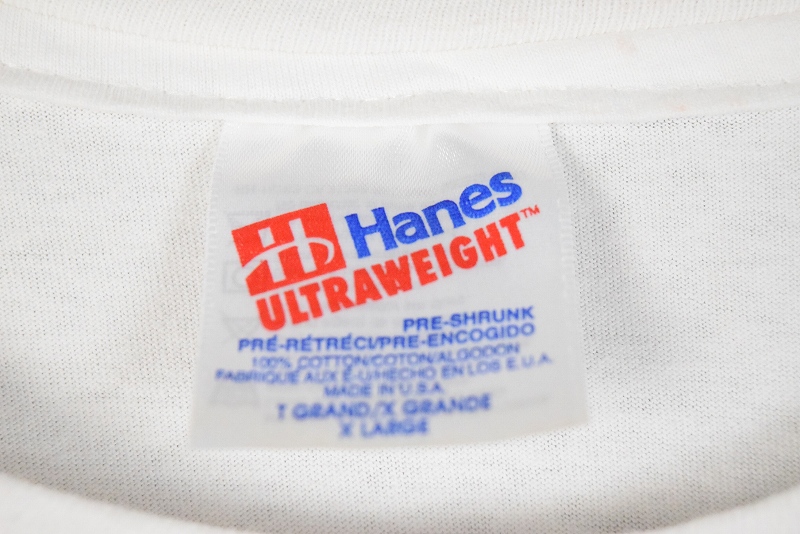 H Hanes
ULTRAWEIGHT™
PRE-SHRUNK
PRÉ-RÉTRÉCI/PRE-ENCOGIDO
100% COTTON/COTON/ALGODON
FABRIQUE AUX É-U/HECHO EN LOS E.U.A.
MADE IN U.S.A.
T GRAND/X GRANDE
X LARGE